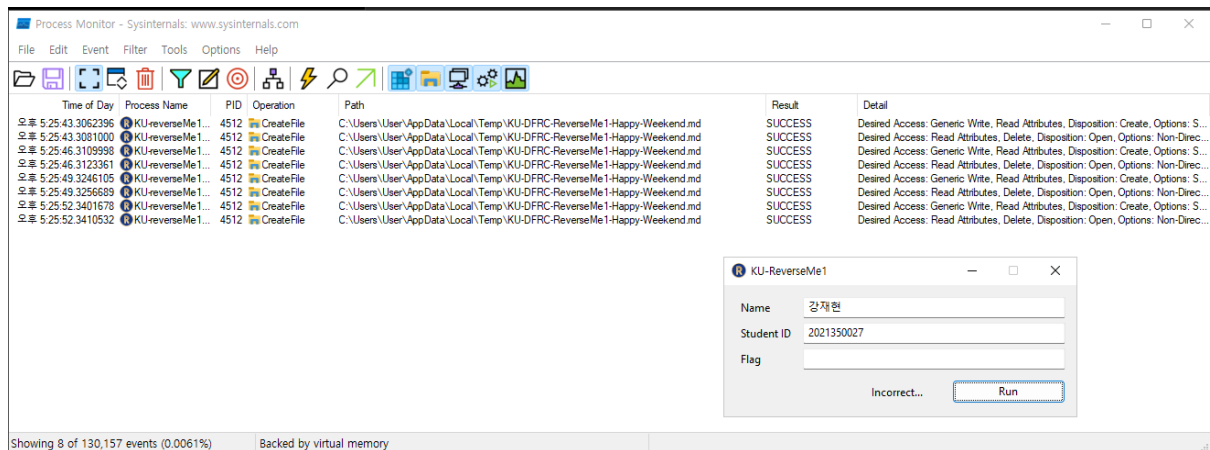 Process Monitor - Sysinternals: www.sysinternals.com
File Edit Event Filter Tools Options Help
Time of Day Process Name PID Operation Path Result Detail
오후 5:25:43.3062396 KU-reverseMe1... 4512 CreateFile C:\Users\User\AppData\Local\Temp\KU-DFRC-ReverseMe1-Happy-Weekend.md SUCCESS Desired Access: Generic Write, Read Attributes, Disposition: Create, Options: S...
오후 5:25:43.3081000 KU-reverseMe1... 4512 CreateFile C:\Users\User\AppData\Local\Temp\KU-DFRC-ReverseMe1-Happy-Weekend.md SUCCESS Desired Access: Read Attributes, Delete, Disposition: Open, Options: Non-Direc...
오후 5:25:46.3109998 KU-reverseMe1... 4512 CreateFile C:\Users\User\AppData\Local\Temp\KU-DFRC-ReverseMe1-Happy-Weekend.md SUCCESS Desired Access: Generic Write, Read Attributes, Disposition: Create, Options: S...
오후 5:25:46.3123361 KU-reverseMe1... 4512 CreateFile C:\Users\User\AppData\Local\Temp\KU-DFRC-ReverseMe1-Happy-Weekend.md SUCCESS Desired Access: Read Attributes, Delete, Disposition: Open, Options: Non-Direc...
오후 5:25:49.3246105 KU-reverseMe1... 4512 CreateFile C:\Users\User\AppData\Local\Temp\KU-DFRC-ReverseMe1-Happy-Weekend.md SUCCESS Desired Access: Generic Write, Read Attributes, Disposition: Create, Options: S...
오후 5:25:49.3256689 KU-reverseMe1... 4512 CreateFile C:\Users\User\AppData\Local\Temp\KU-DFRC-ReverseMe1-Happy-Weekend.md SUCCESS Desired Access: Read Attributes, Delete, Disposition: Open, Options: Non-Direc...
오후 5:25:52.3401678 KU-reverseMe1... 4512 CreateFile C:\Users\User\AppData\Local\Temp\KU-DFRC-ReverseMe1-Happy-Weekend.md SUCCESS Desired Access: Generic Write, Read Attributes, Disposition: Create, Options: S...
오후 5:25:52.3410532 KU-reverseMe1... 4512 CreateFile C:\Users\User\AppData\Local\Temp\KU-DFRC-ReverseMe1-Happy-Weekend.md SUCCESS Desired Access: Read Attributes, Delete, Disposition: Open, Options: Non-Direc...
KU-ReverseMe1
Name 강재현
Student ID 2021350027
Flag
Incorrect... Run
Showing 8 of 130,157 events (0.0061%) Backed by virtual memory